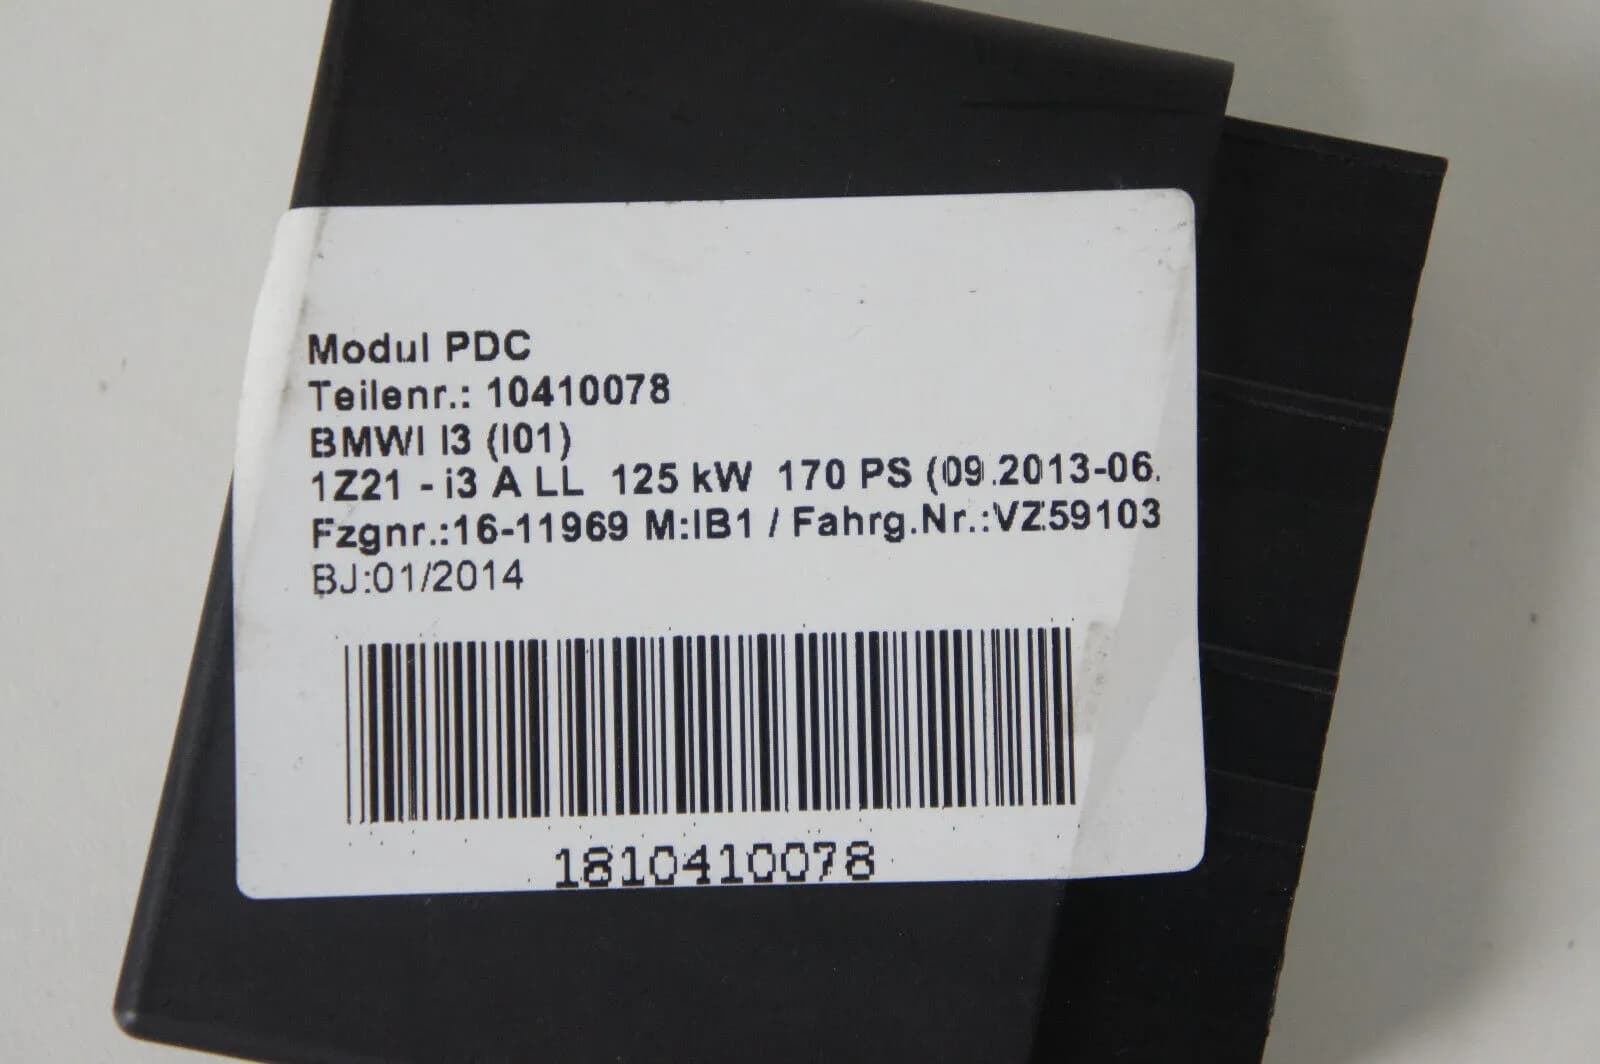 Modul PDC
Teilenr.: 10410078
BMWI I3 (I01)
1Z21 - i3 A LL 125 kW 170 PS (09.2013-06.
Fzgnr.:16-11969 M:IB1 / Fahrg.Nr.:VZ59103
BJ:01/2014
1810410078